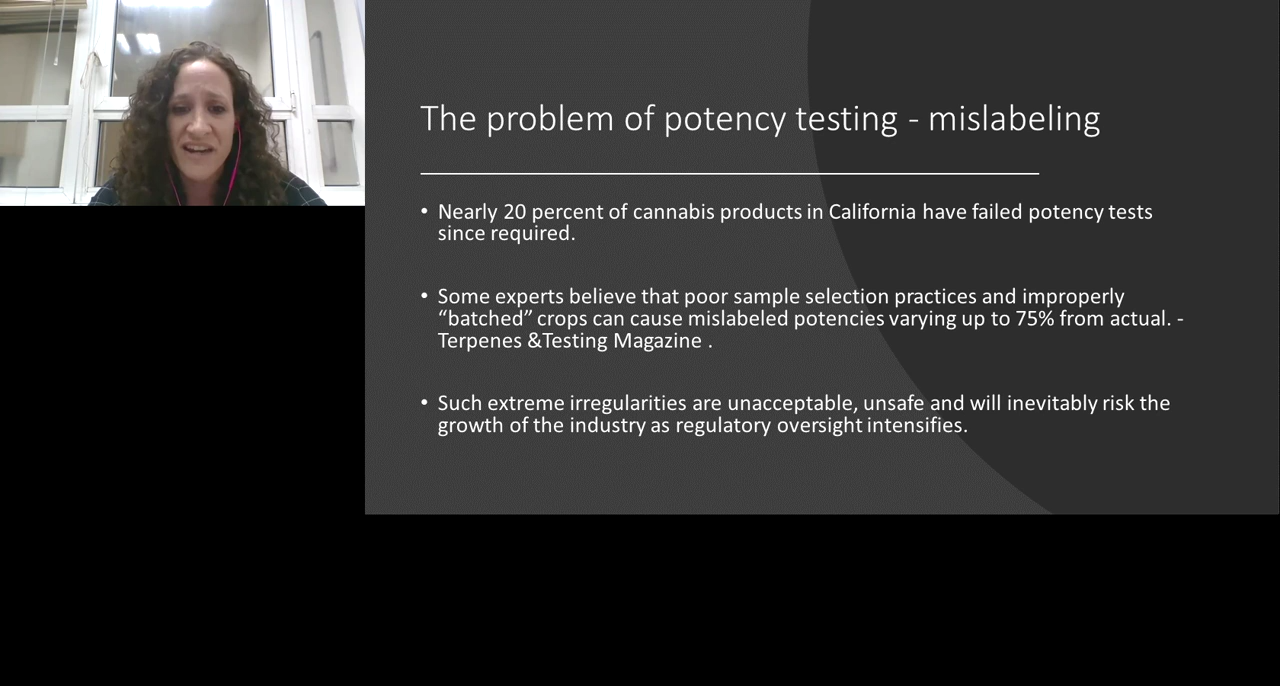 The problem of potency testing - mislabeling
• Nearly 20 percent of cannabis products in California have failed potency tests
since required.
• Some experts believe that poor sample selection practices and improperly
“batched” crops can cause mislabeled potencies varying up to 75% from actual. -
Terpenes &Testing Magazine .
• Such extreme irregularities are unacceptable, unsafe and will inevitably risk the
growth of the industry as regulatory oversight intensifies.